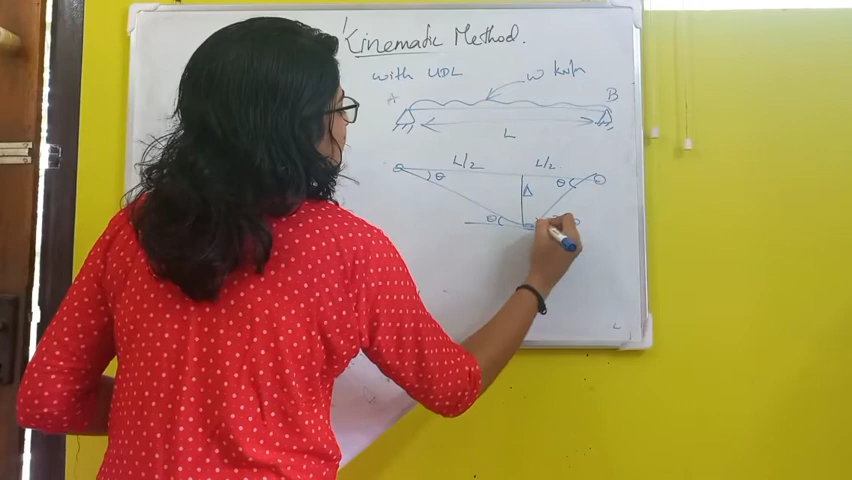 Kinematic Method.
with UDL w kN/m
A B
L
L/2 L/2
θ Δ θ
θ θ